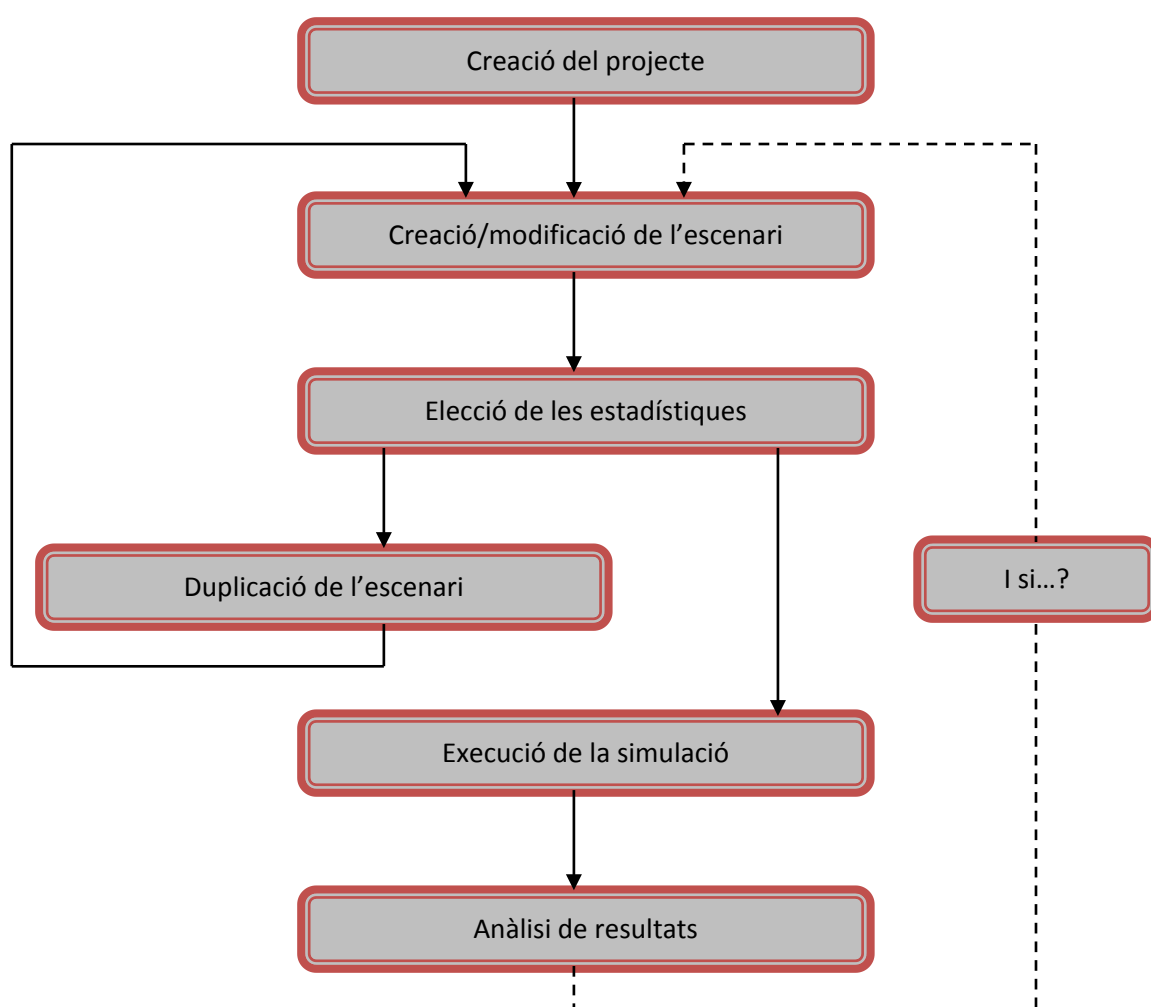 Creació del projecte
Creació/modificació de l’escenari
Elecció de les estadístiques
Duplicació de l’escenari
I si…?
Execució de la simulació
Anàlisi de resultats